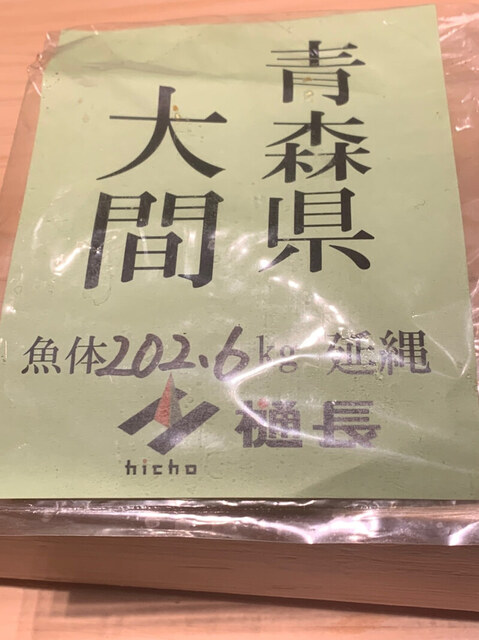 青森県
大間
魚体202.6kg 延縄
樋長
hicho